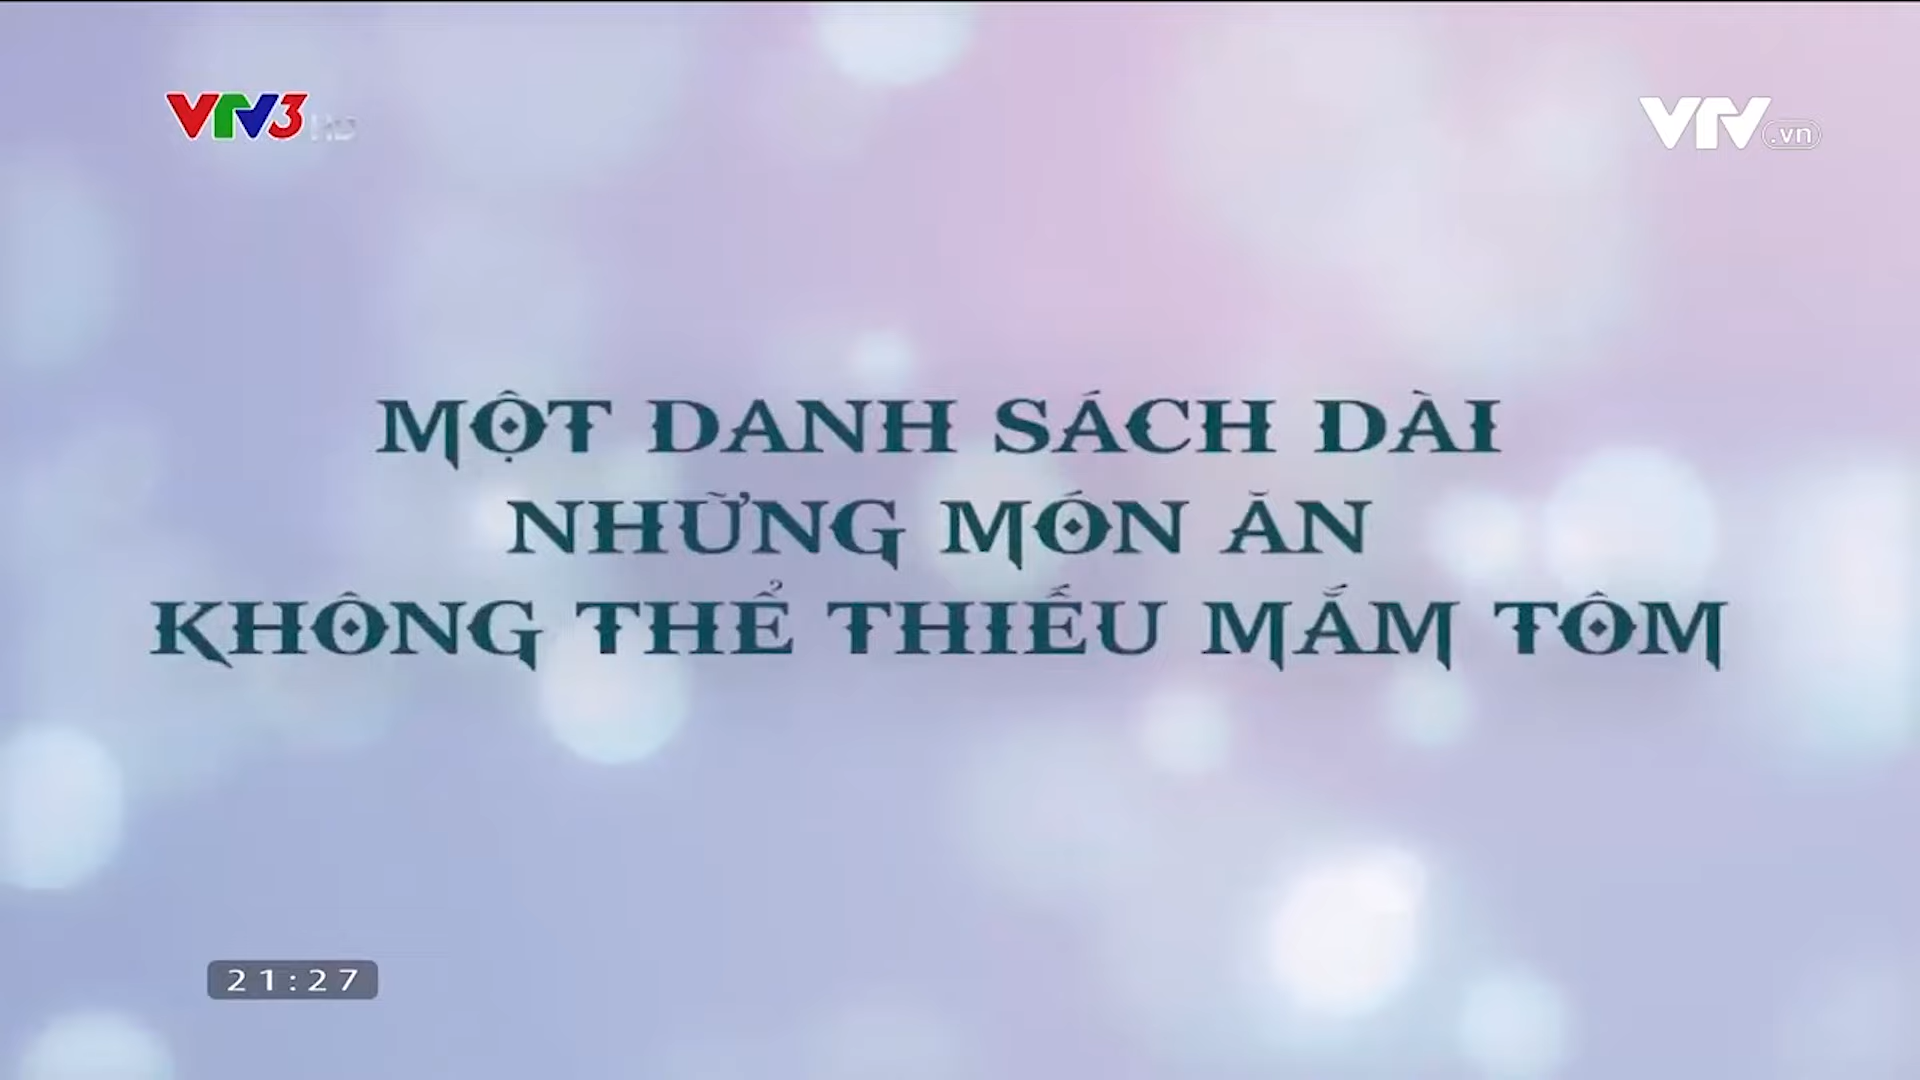 VTV3 HD
VTV.vn
MỘT DANH SÁCH DÀI
NHỮNG MÓN ĂN
KHÔNG THỂ THIẾU MẮM TÔM
21:27